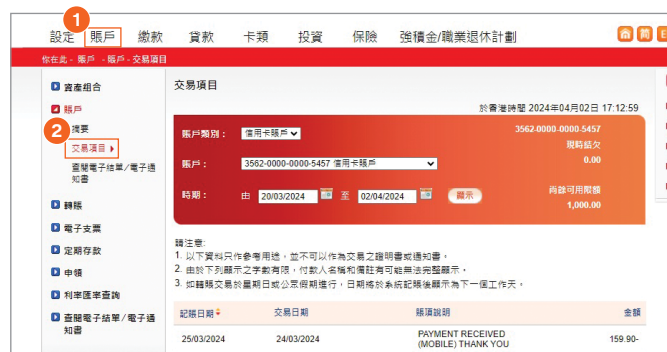 1
設定 賬戶 繳款 貸款 卡類 投資 保險 強積金/職業退休計劃
簡 E
你在此 - 賬戶 - 賬戶 - 交易項目
資產組合
賬戶
2
摘要
交易項目
查閱電子結單/電子通
知書
轉賬
電子支票
定期存款
申領
利率匯率查詢
查閱電子結單/電子通
知書
交易項目
於香港時間 2024年04月02日 17:12:59
賬戶類別： 信用卡賬戶
3562-0000-0000-5457
現時結欠
賬戶： 3562-0000-0000-5457 信用卡賬戶
0.00
時期： 由 20/03/2024 至 02/04/2024 顯示
尚餘可用限額
1,000.00
請注意:
1. 以下資料只作參考用途，並不可以作為交易之證明書或通知書。
2. 由於下列顯示之字數有限，付款人名稱和備註有可能無法完整顯示。
3. 如轉賬交易於星期日或公眾假期進行，日期將於系統記賬後顯示為下一個工作天。
記賬日期 交易日期 賬項說明 金額
25/03/2024 24/03/2024 PAYMENT RECEIVED 159.90-
(MOBILE) THANK YOU